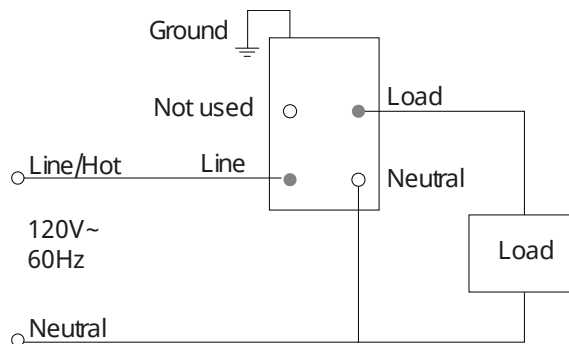 Ground
Not used
Load
Line/Hot
Line
Neutral
120V~
60Hz
Load
Neutral